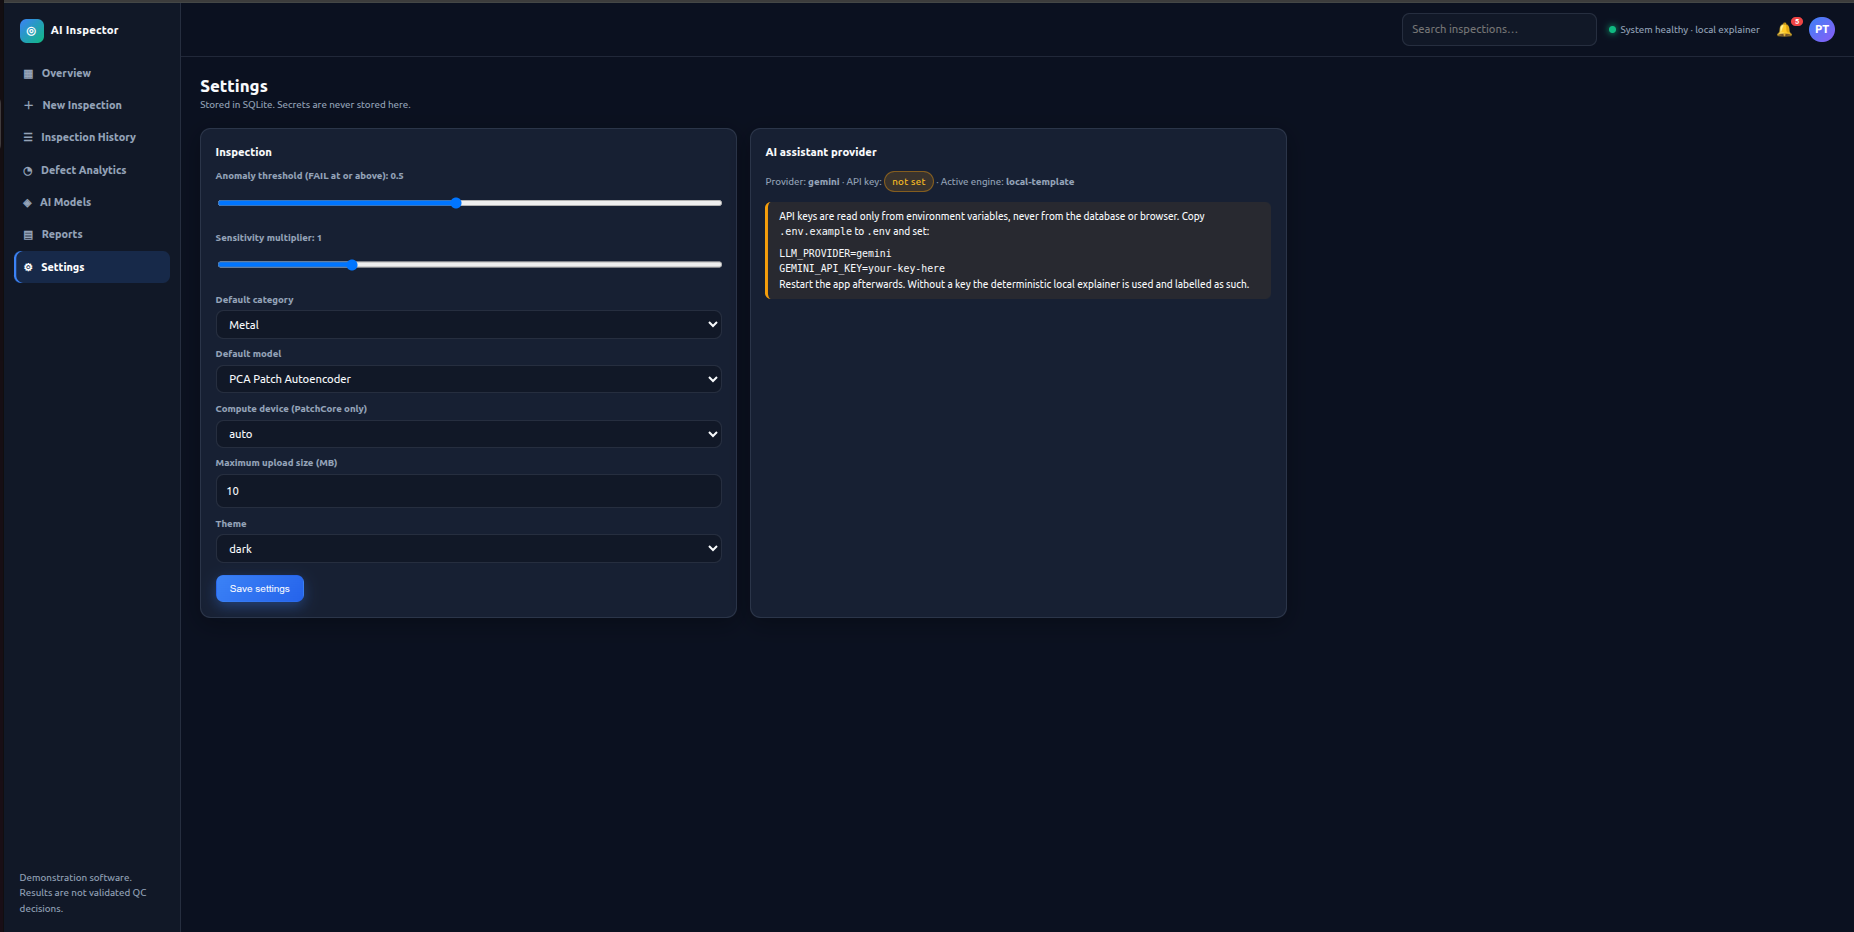 AI Inspector
Overview
New Inspection
Inspection History
Defect Analytics
AI Models
Reports
Settings
Demonstration software.
Results are not validated QC
decisions.
Search inspections...
System healthy · local explainer
5
PT
Settings
Stored in SQLite. Secrets are never stored here.
Inspection
Anomaly threshold (FAIL at or above): 0.5
Sensitivity multiplier: 1
Default category
Metal
Default model
PCA Patch Autoencoder
Compute device (PatchCore only)
auto
Maximum upload size (MB)
10
Theme
dark
Save settings
AI assistant provider
Provider: gemini · API key: not set · Active engine: local-template
API keys are read only from environment variables, never from the database or browser. Copy
.env.example to .env and set:
LLM_PROVIDER=gemini
GEMINI_API_KEY=your-key-here
Restart the app afterwards. Without a key the deterministic local explainer is used and labelled as such.